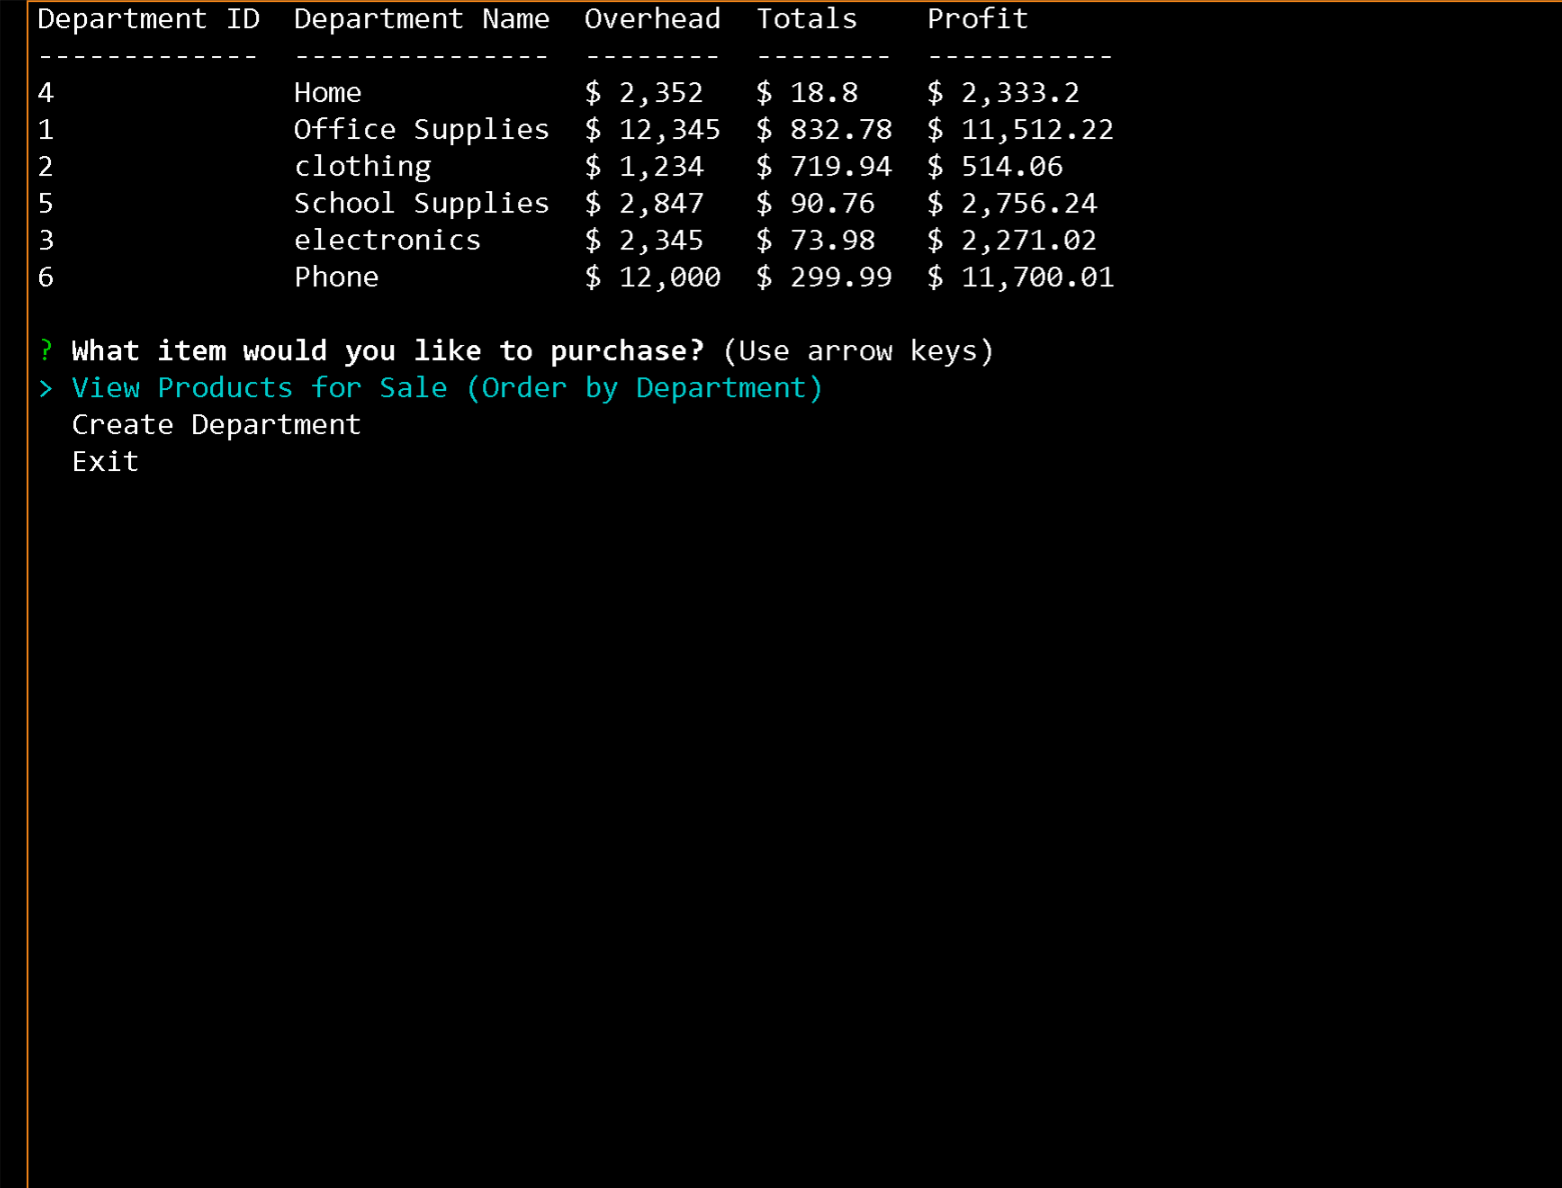 Department ID  Department Name  Overhead  Totals    Profit
-------------  ---------------  --------  --------  -----------
4              Home             $ 2,352   $ 18.8    $ 2,333.2
1              Office Supplies  $ 12,345  $ 832.78  $ 11,512.22
2              clothing         $ 1,234   $ 719.94  $ 514.06
5              School Supplies  $ 2,847   $ 90.76   $ 2,756.24
3              electronics      $ 2,345   $ 73.98   $ 2,271.02
6              Phone            $ 12,000  $ 299.99  $ 11,700.01
? What item would you like to purchase? (Use arrow keys)
> View Products for Sale (Order by Department)
  Create Department
  Exit